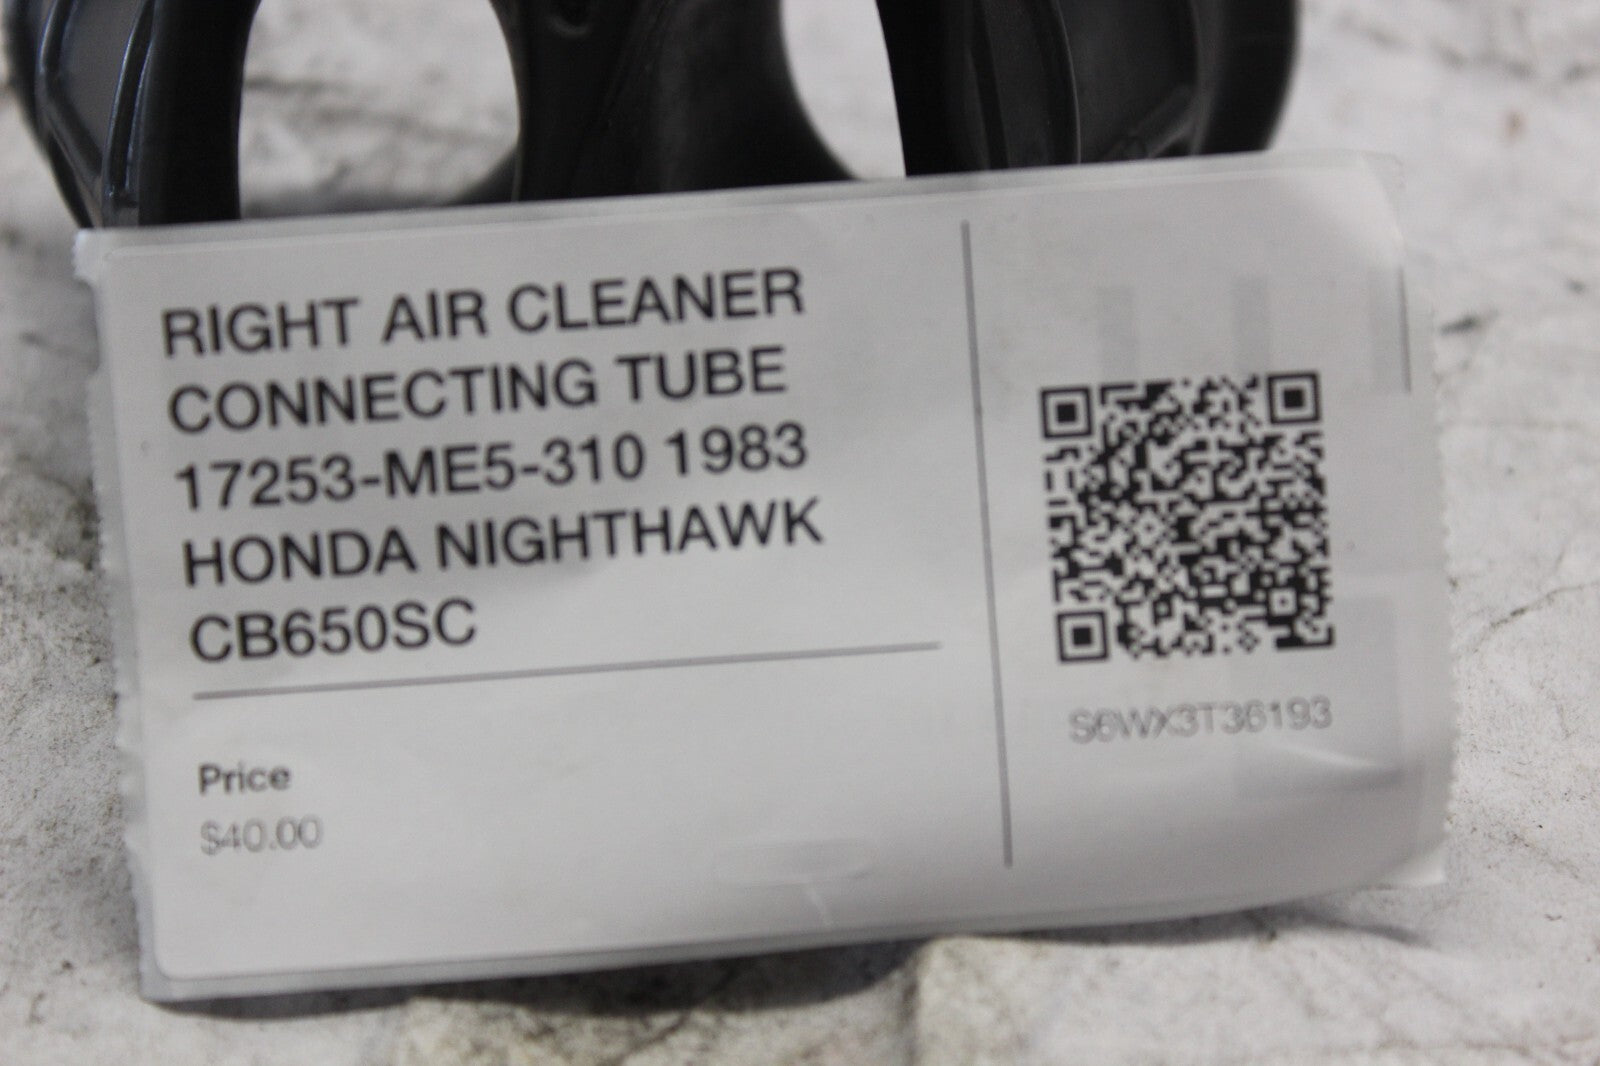 RIGHT AIR CLEANER
CONNECTING TUBE
17253-ME5-310 1983
HONDA NIGHTHAWK
CB650SC
Price
$40.00
S6WX3T36193